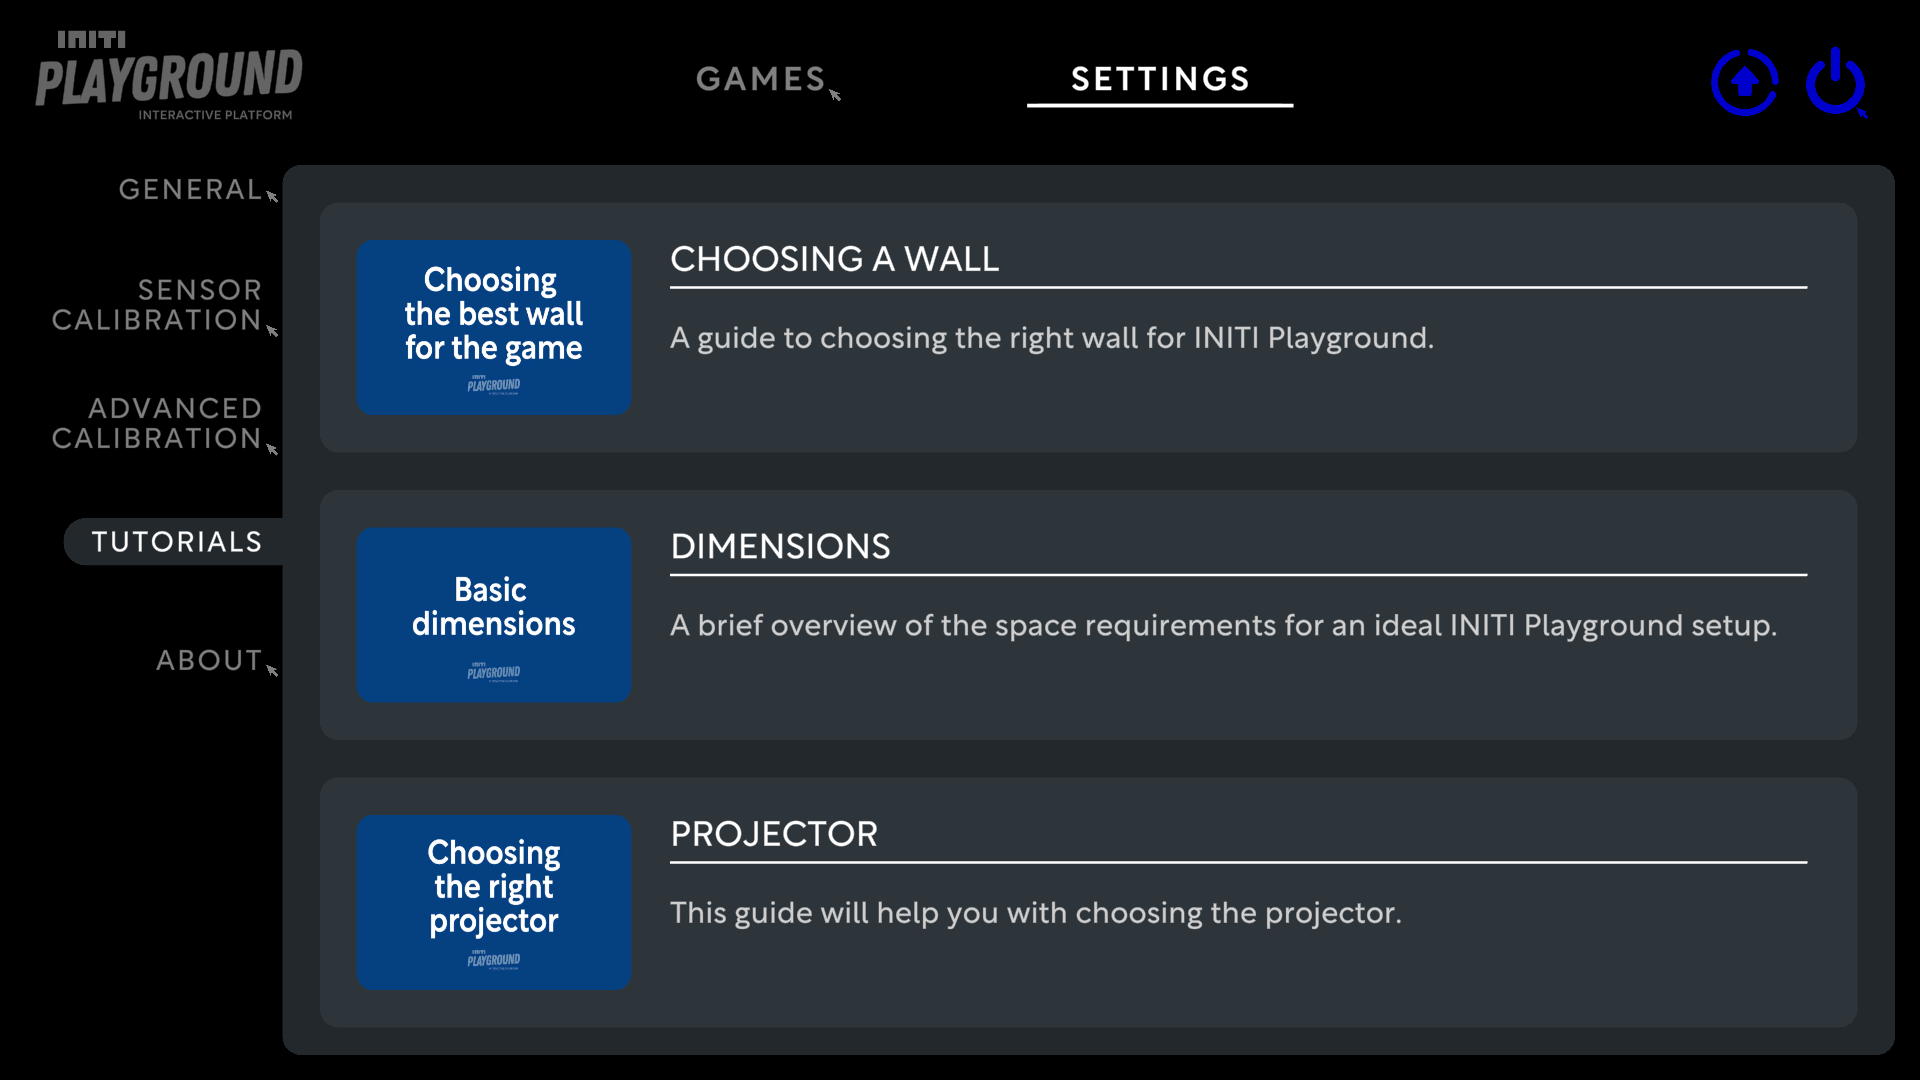 INITI
PLAYGROUND
INTERACTIVE PLATFORM
GAMES
SETTINGS
GENERAL
SENSOR
CALIBRATION
ADVANCED
CALIBRATION
TUTORIALS
ABOUT
Choosing
the best wall
for the game
INITI
PLAYGROUND
CHOOSING A WALL
A guide to choosing the right wall for INITI Playground.
Basic
dimensions
INITI
PLAYGROUND
DIMENSIONS
A brief overview of the space requirements for an ideal INITI Playground setup.
Choosing
the right
projector
INITI
PLAYGROUND
PROJECTOR
This guide will help you with choosing the projector.